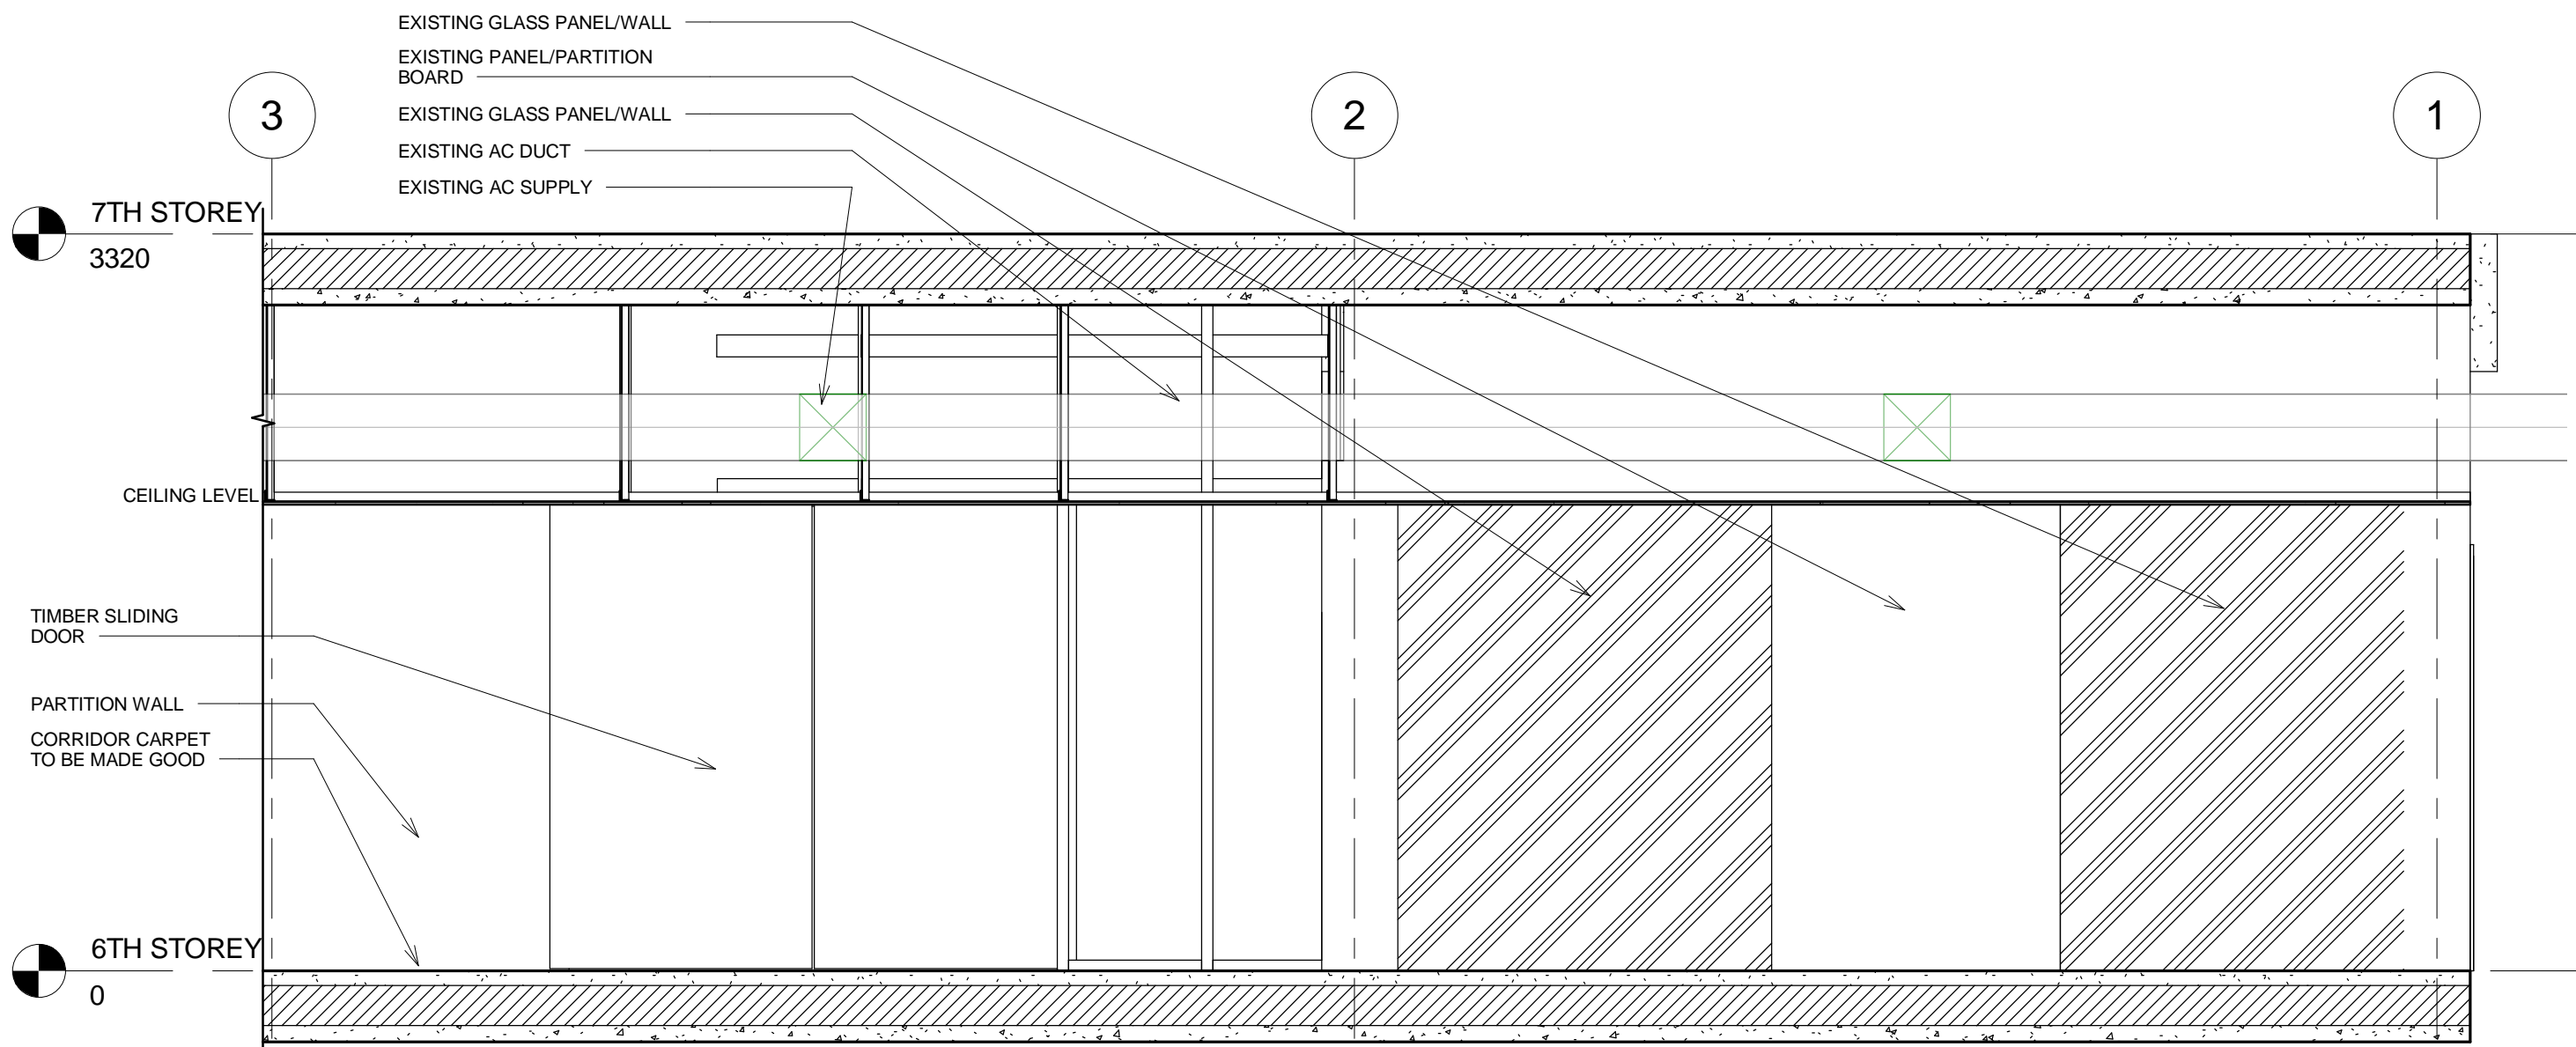 EXISTING GLASS PANEL/WALL
EXISTING PANEL/PARTITION
BOARD
EXISTING GLASS PANEL/WALL
EXISTING AC DUCT
EXISTING AC SUPPLY
3
2
1
7TH STOREY
3320
CEILING LEVEL
TIMBER SLIDING
DOOR
PARTITION WALL
CORRIDOR CARPET
TO BE MADE GOOD
6TH STOREY
0